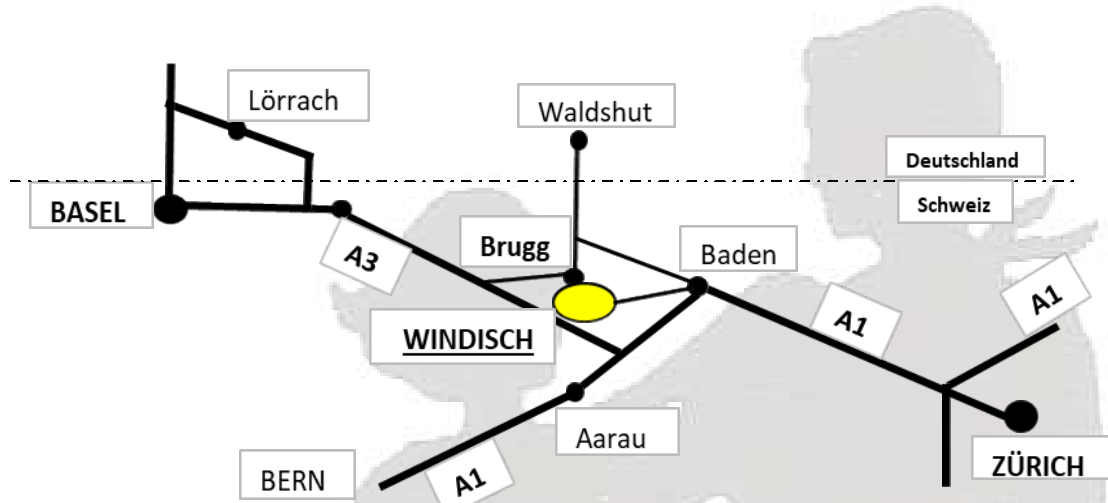 Lörrach
Waldshut
Deutschland
Schweiz
BASEL
A3
Brugg
Baden
A1
A1
WINDISCH
Aarau
BERN
A1
ZÜRICH